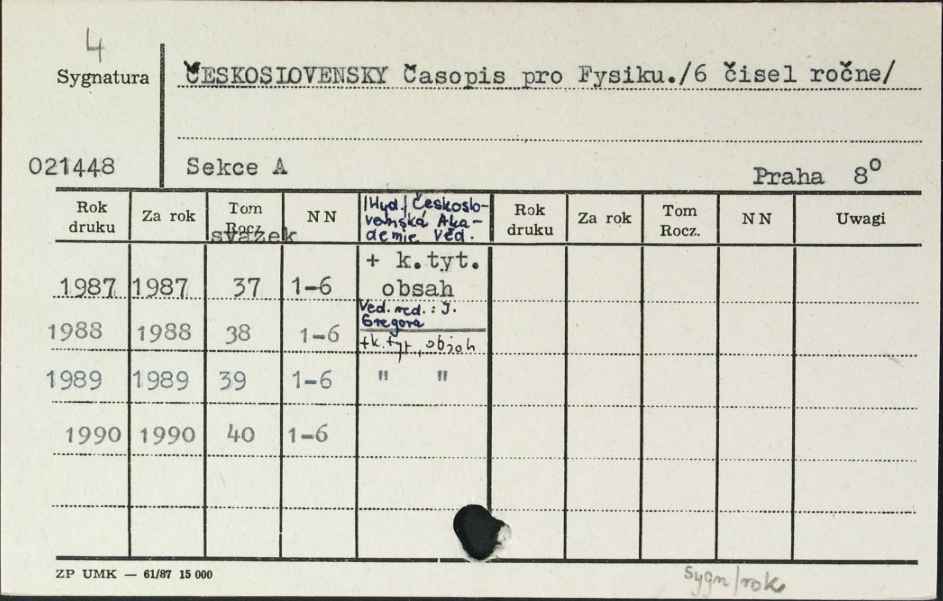 4
Sygnatura
ČESKOSLOVENSKY Časopis pro Fysiku./6 čisel ročne/
021448
Sekce A
Praha 8°
Rok druku Za rok Tom Rocz. NN /Wyd./ Českoslo- Rok druku Za rok Tom Rocz. NN Uwagi
svazek
venská Aka-
demie Věd.
+ k.tyt.
1987 1987 37 1-6 obsah
Ved. red.: J.
Gregora
1988 1988 38 1-6
+k.tyt, obsah
1989 1989 39 1-6 " "
1990 1990 40 1-6
ZP UMK — 61/87 15 000
Sygn/rok